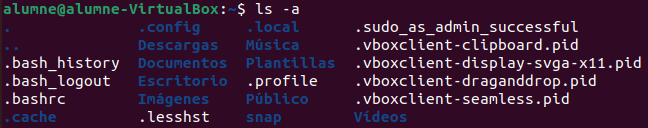 alumne@alumne-VirtualBox:~$ ls -a
. .config .local .sudo_as_admin_successful
.. Descargas Música .vboxclient-clipboard.pid
.bash_history Documentos Plantillas .vboxclient-display-svga-x11.pid
.bash_logout Escritorio .profile .vboxclient-draganddrop.pid
.bashrc Imágenes Público .vboxclient-seamless.pid
.cache .lesshst snap Vídeos